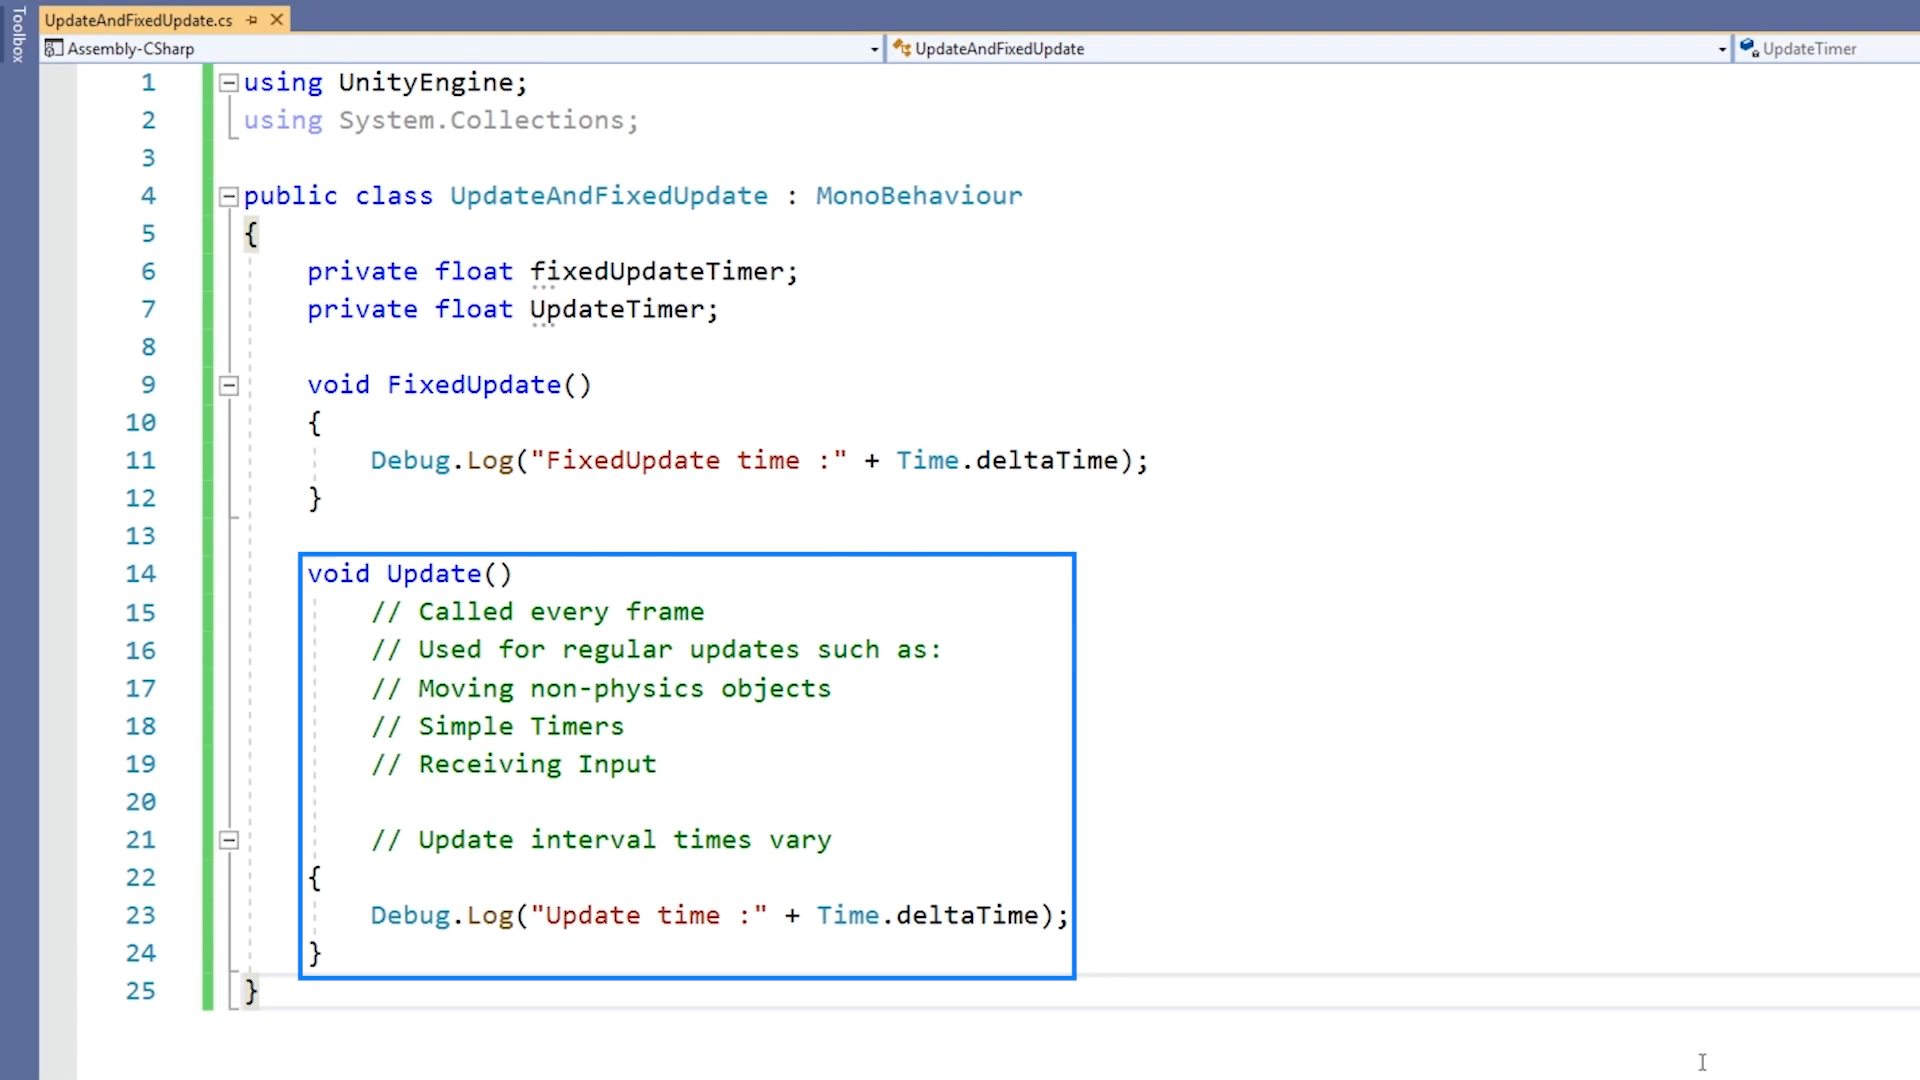 Toolbox
UpdateAndFixedUpdate.cs
Assembly-CSharp
UpdateAndFixedUpdate
UpdateTimer
1 using UnityEngine;
2 using System.Collections;
3
4 public class UpdateAndFixedUpdate : MonoBehaviour
5 {
6 private float fixedUpdateTimer;
7 private float UpdateTimer;
8
9 void FixedUpdate()
10 {
11 Debug.Log("FixedUpdate time :" + Time.deltaTime);
12 }
13
14 void Update()
15 // Called every frame
16 // Used for regular updates such as:
17 // Moving non-physics objects
18 // Simple Timers
19 // Receiving Input
20
21 // Update interval times vary
22 {
23 Debug.Log("Update time :" + Time.deltaTime);
24 }
25 }